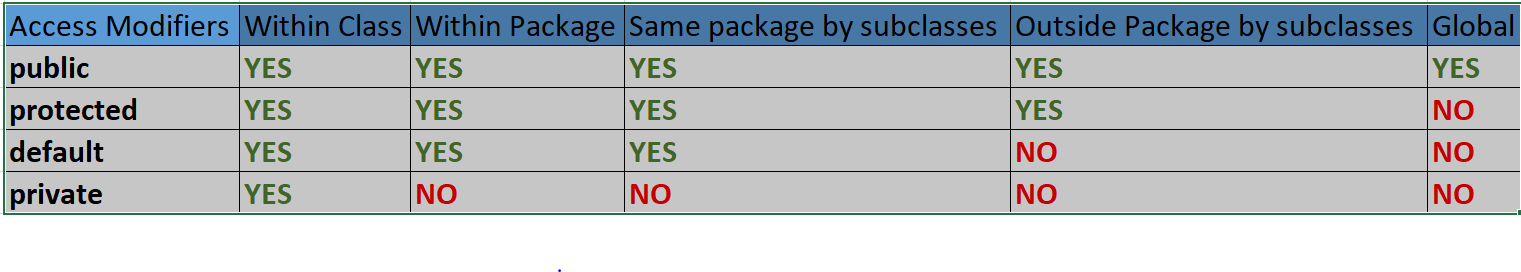 Access Modifiers Within Class Within Package Same package by subclasses Outside Package by subclasses Global
public YES YES YES YES YES
protected YES YES YES YES NO
default YES YES YES NO NO
private YES NO NO NO NO